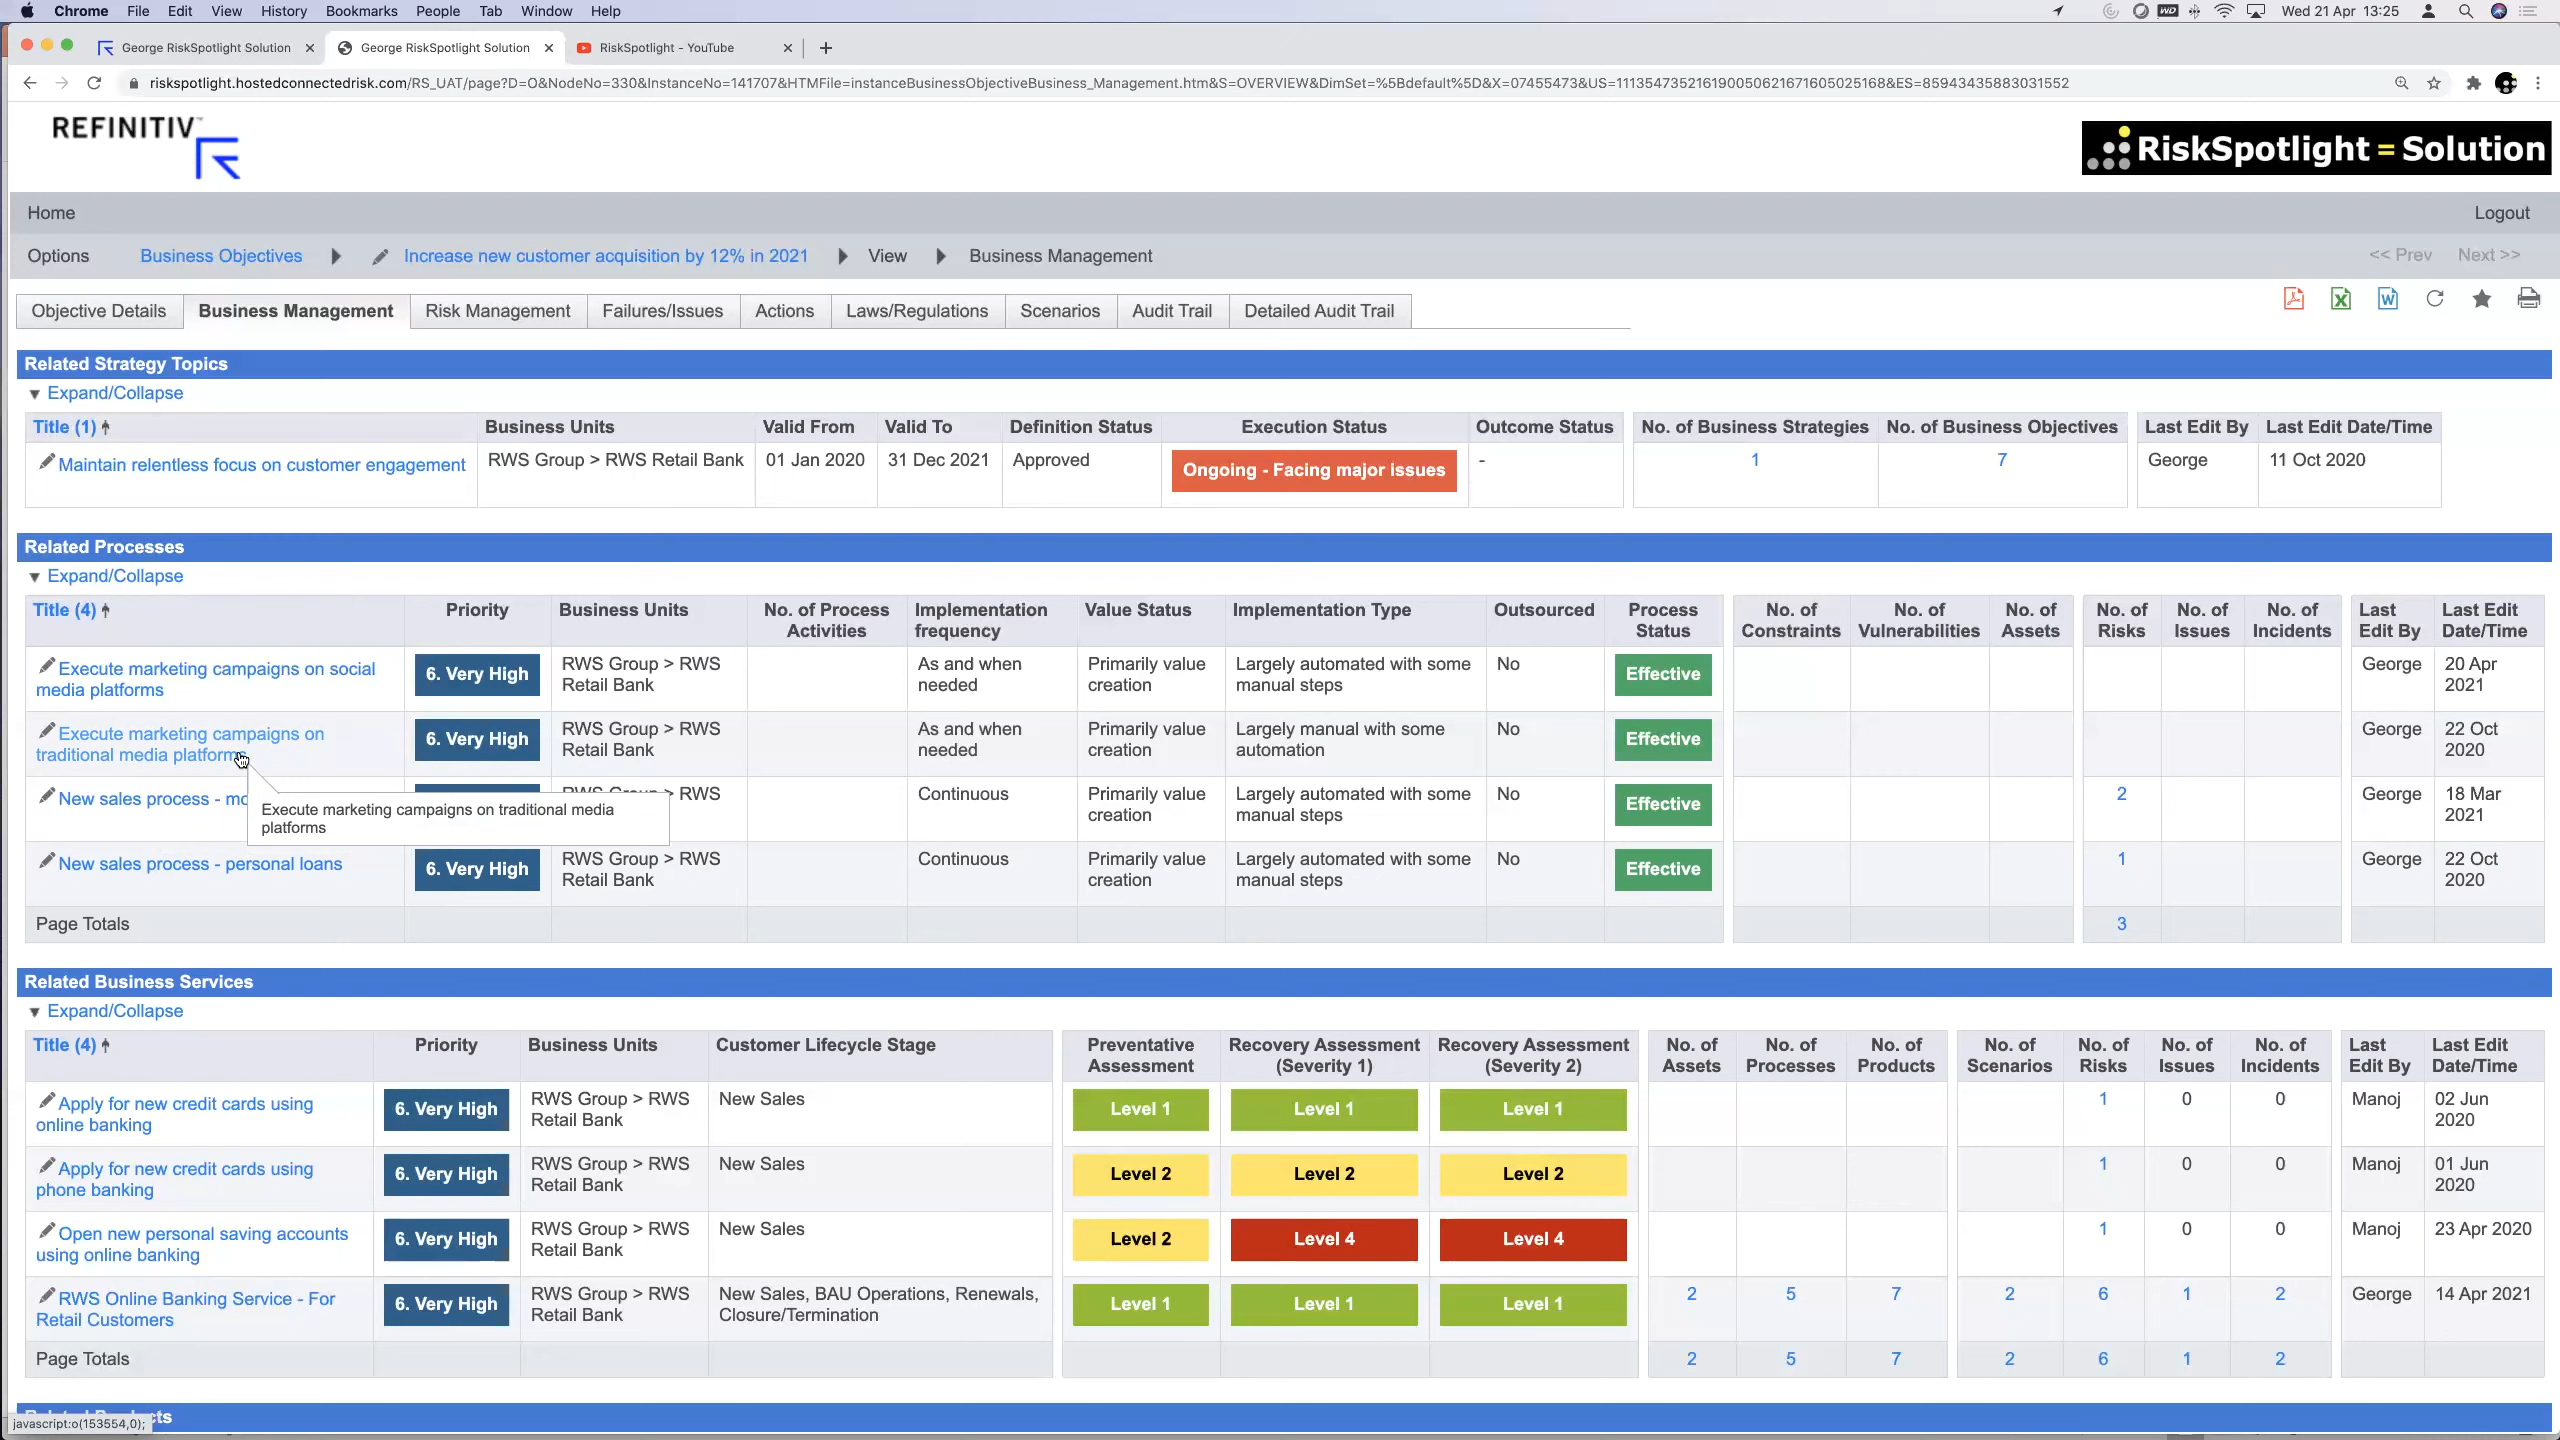 Chrome File Edit View History Bookmarks People Tab Window Help
WD Wed 21 Apr 13:25
George RiskSpotlight Solution George RiskSpotlight Solution RiskSpotlight - YouTube
riskspotlight.hostedconnectedrisk.com/RS_UAT/page?D=O&NodeNo=330&InstanceNo=141707&HTMFile=instanceBusinessObjectiveBusiness_Management.htm&S=OVERVIEW&DimSet=%5Bdefault%5D&X=07455473&US=11135473521619005062167160502516 8&ES=85943435883031552
REFINITIV™
RiskSpotlight = Solution
Home Logout
Options Business Objectives Increase new customer acquisition by 12% in 2021 View Business Management << Prev Next >>
Objective Details Business Management Risk Management Failures/Issues Actions Laws/Regulations Scenarios Audit Trail Detailed Audit Trail
Related Strategy Topics
Expand/Collapse
Title (1) Business Units Valid From Valid To Definition Status Execution Status Outcome Status No. of Business Strategies No. of Business Objectives Last Edit By Last Edit Date/Time
Maintain relentless focus on customer engagement RWS Group > RWS Retail Bank 01 Jan 2020 31 Dec 2021 Approved Ongoing - Facing major issues - 1 7 George 11 Oct 2020
Related Processes
Expand/Collapse
Title (4) Priority Business Units No. of Process Implementation Value Status Implementation Type Outsourced Process No. of No. of No. of No. of No. of No. of Last Last Edit
Activities frequency Status Constraints Vulnerabilities Assets Risks Issues Incidents Edit By Date/Time
Execute marketing campaigns on social 6. Very High RWS Group > RWS As and when Primarily value Largely automated with some No Effective George 20 Apr
media platforms Retail Bank needed creation manual steps 2021
Execute marketing campaigns on 6. Very High RWS Group > RWS As and when Primarily value Largely manual with some No Effective George 22 Oct
traditional media platforms Retail Bank needed creation automation 2020
New sales process - mo > RWS Continuous Primarily value Largely automated with some No Effective 2 George 18 Mar
creation manual steps 2021
Execute marketing campaigns on traditional media
platforms
New sales process - personal loans 6. Very High RWS Group > RWS Continuous Primarily value Largely automated with some No Effective 1 George 22 Oct
Retail Bank creation manual steps 2020
Page Totals 3
Related Business Services
Expand/Collapse
Title (4) Priority Business Units Customer Lifecycle Stage Preventative Recovery Assessment Recovery Assessment No. of No. of No. of No. of No. of No. of No. of Last Last Edit
Assessment (Severity 1) (Severity 2) Assets Processes Products Scenarios Risks Issues Incidents Edit By Date/Time
Apply for new credit cards using 6. Very High RWS Group > RWS New Sales Level 1 Level 1 Level 1 1 0 0 Manoj 02 Jun
online banking Retail Bank 2020
Apply for new credit cards using 6. Very High RWS Group > RWS New Sales Level 2 Level 2 Level 2 1 0 0 Manoj 01 Jun
phone banking Retail Bank 2020
Open new personal saving accounts 6. Very High RWS Group > RWS New Sales Level 2 Level 4 Level 4 1 0 0 Manoj 23 Apr 2020
using online banking Retail Bank
RWS Online Banking Service - For 6. Very High RWS Group > RWS New Sales, BAU Operations, Renewals, Level 1 Level 1 Level 1 2 5 7 2 6 1 2 George 14 Apr 2021
Retail Customers Retail Bank Closure/Termination
Page Totals 2 5 7 2 6 1 2
javascript:o(153554,0);